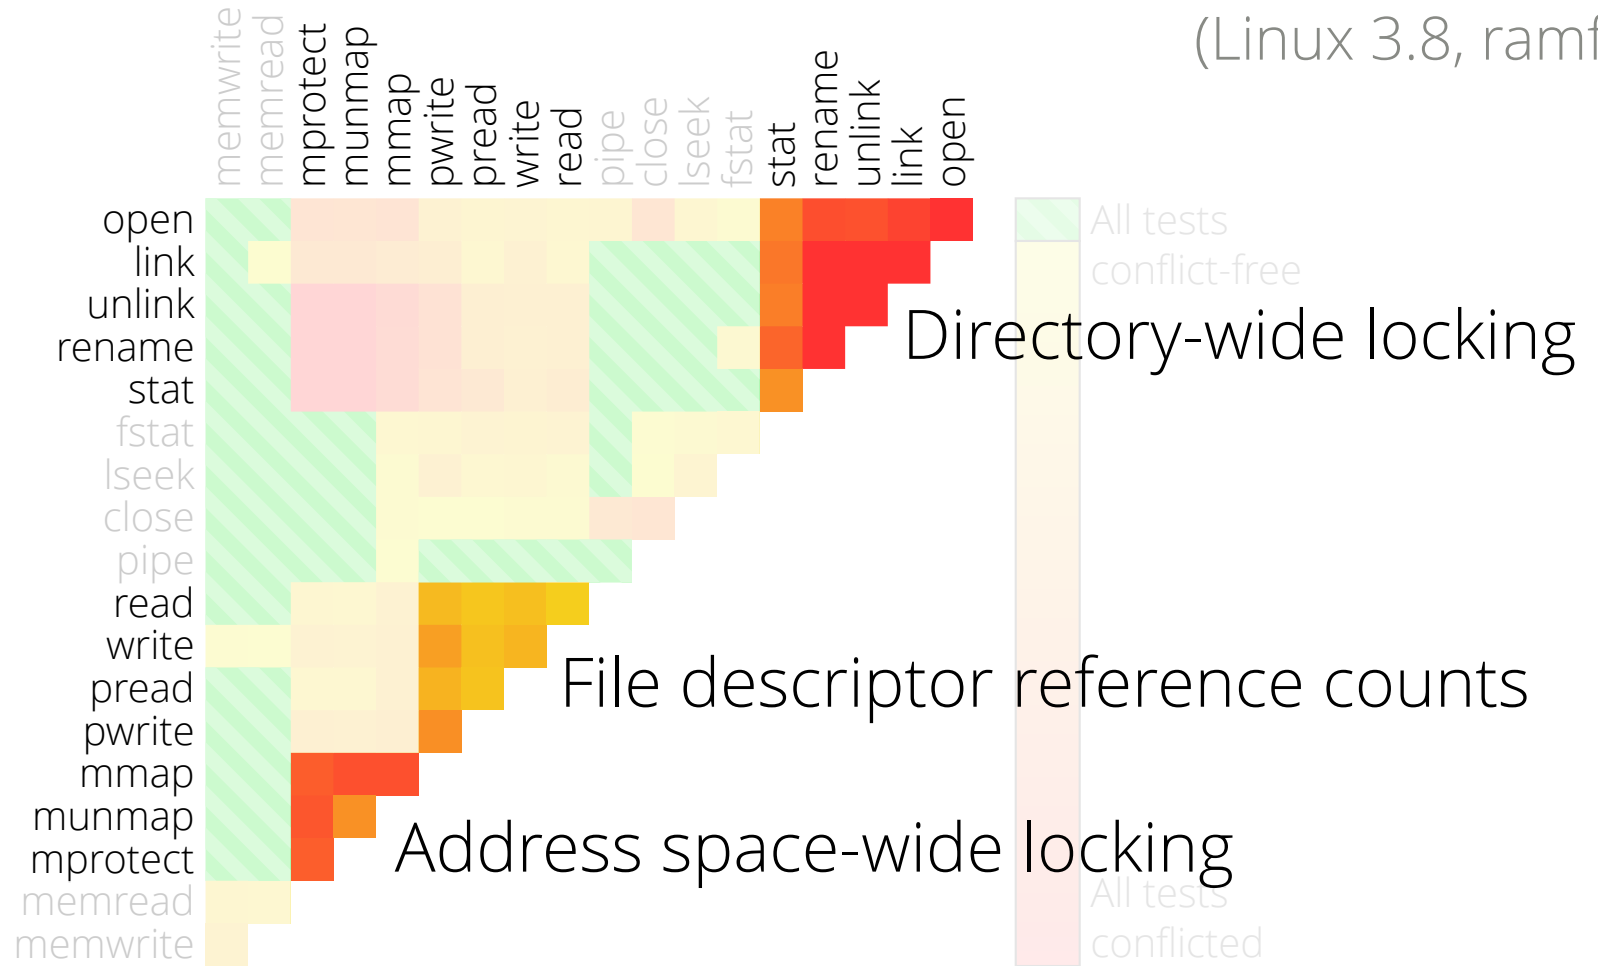 (Linux 3.8, ramf
memwrite
memread
mprotect
munmap
mmap
pwrite
pread
write
read
pipe
close
lseek
fstat
stat
rename
unlink
link
open
open
link
unlink
rename
stat
fstat
lseek
close
pipe
read
write
pread
pwrite
mmap
munmap
mprotect
memread
memwrite
All tests
conflict-free
Directory-wide locking
File descriptor reference counts
Address space-wide locking
All tests
conflicted